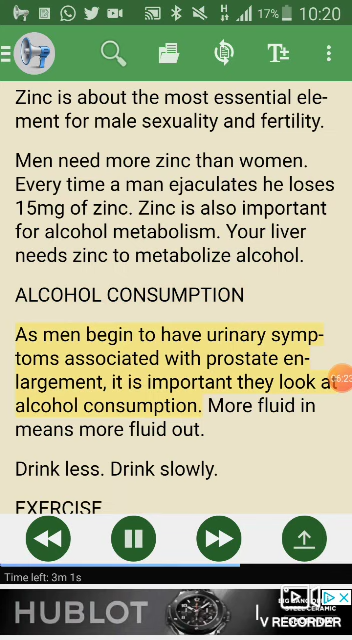 17% 10:20
T±
Zinc is about the most essential ele-
ment for male sexuality and fertility.
Men need more zinc than women.
Every time a man ejaculates he loses
15mg of zinc. Zinc is also important
for alcohol metabolism. Your liver
needs zinc to metabolize alcohol.
ALCOHOL CONSUMPTION
As men begin to have urinary symp-
toms associated with prostate en-
largement, it is important they look at
alcohol consumption. More fluid in
means more fluid out.
Drink less. Drink slowly.
EXERCISE
Time left: 3m 1s
HUBLOT
BIG BANG
STEEL CERAMIC
V RECORDER